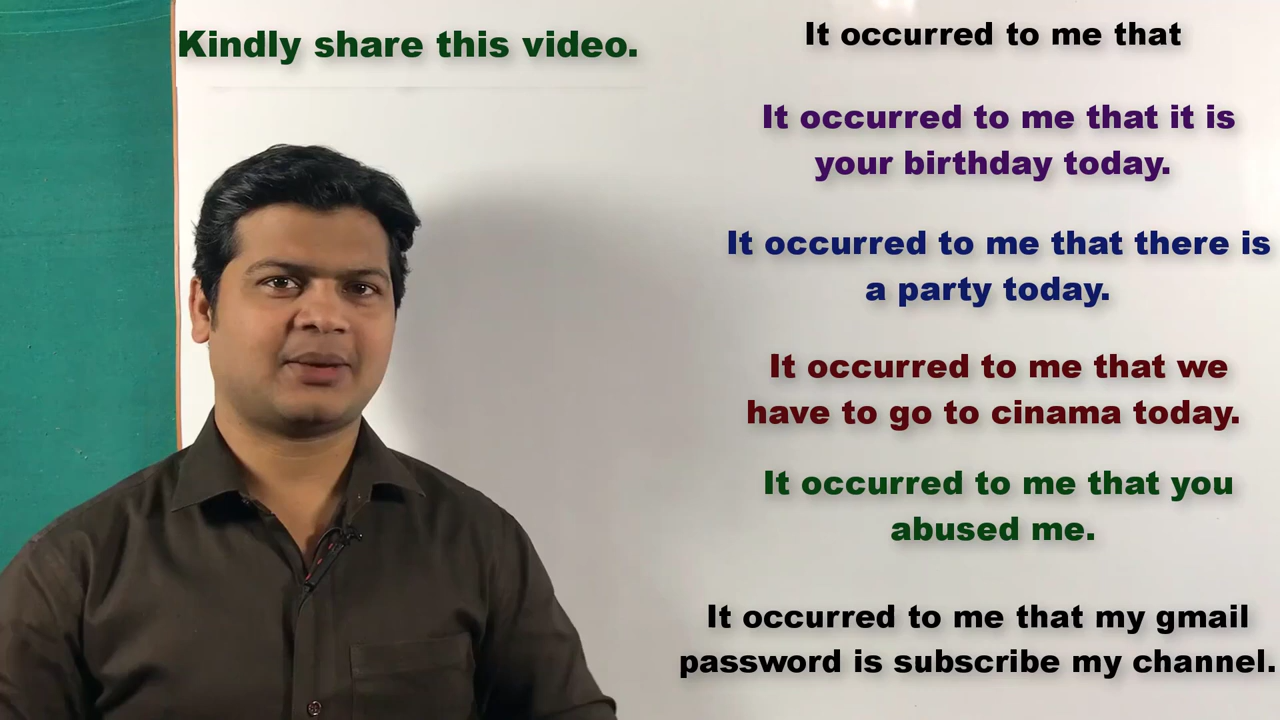 Kindly share this video.
It occurred to me that
It occurred to me that it is
your birthday today.
It occurred to me that there is
a party today.
It occurred to me that we
have to go to cinama today.
It occurred to me that you
abused me.
It occurred to me that my gmail
password is subscribe my channel.